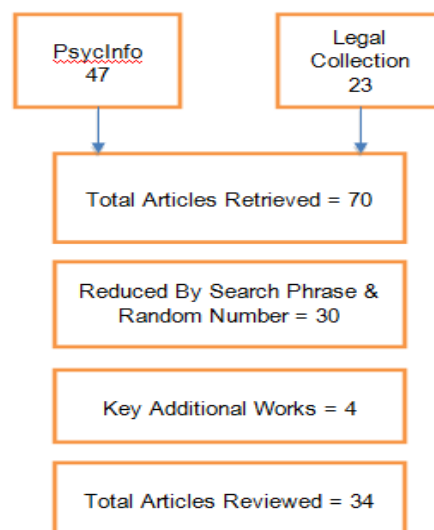 PsycInfo
47
Legal
Collection
23
Total Articles Retrieved = 70
Reduced By Search Phrase &
Random Number = 30
Key Additional Works = 4
Total Articles Reviewed = 34